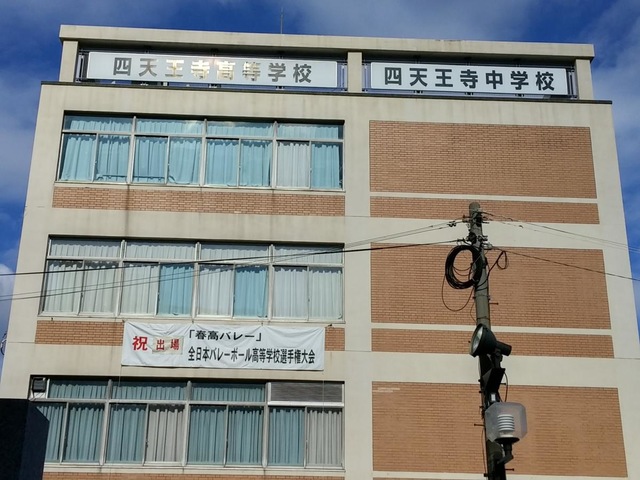 四天王寺高等学校
四天王寺中学校
祝出場
「春高バレー」
全日本バレーボール高等学校選手権大会